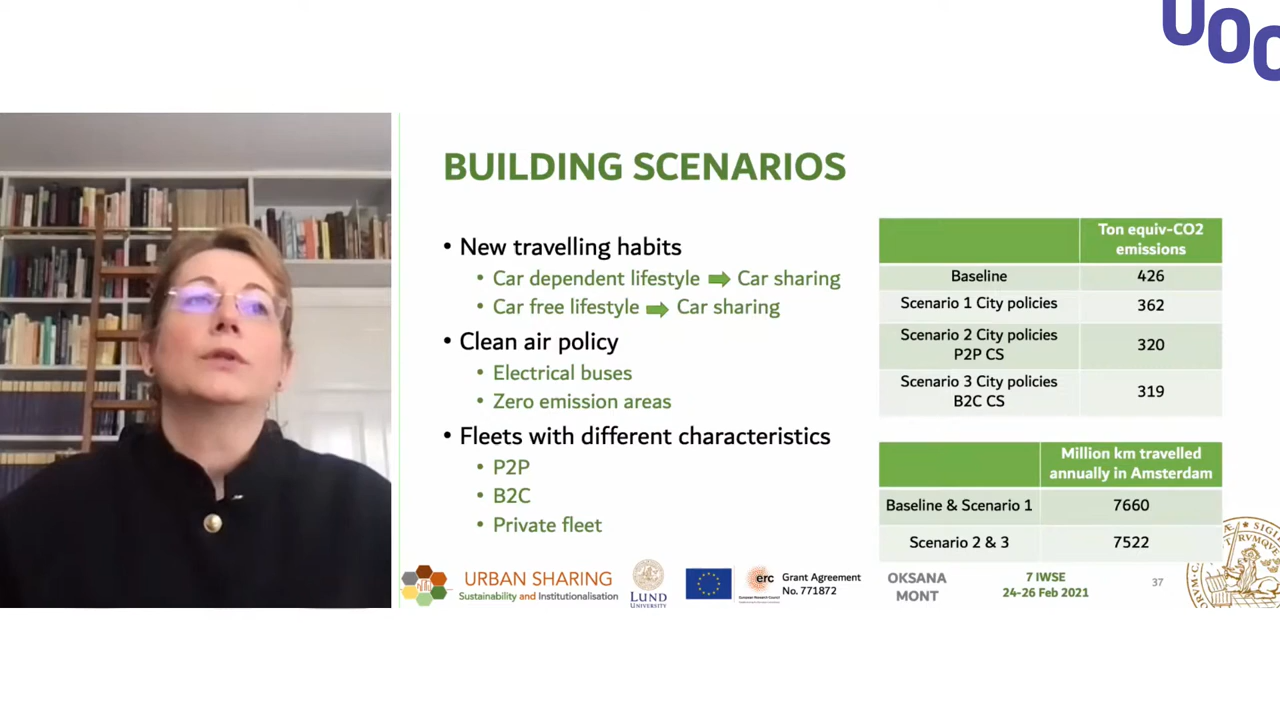 UOC
BUILDING SCENARIOS
• New travelling habits
• Car dependent lifestyle ➡ Car sharing
• Car free lifestyle ➡ Car sharing
• Clean air policy
• Electrical buses
• Zero emission areas
• Fleets with different characteristics
• P2P
• B2C
• Private fleet
Ton equiv-CO2
emissions
Baseline 426
Scenario 1 City policies 362
Scenario 2 City policies
P2P CS 320
Scenario 3 City policies
B2C CS 319
Million km travelled
annually in Amsterdam
Baseline & Scenario 1 7660
Scenario 2 & 3 7522
URBAN SHARING
Sustainability and Institutionalisation
LUND
UNIVERSITY
erc
Grant Agreement
No. 771872
OKSANA
MONT
7 IWSE
24-26 Feb 2021
37